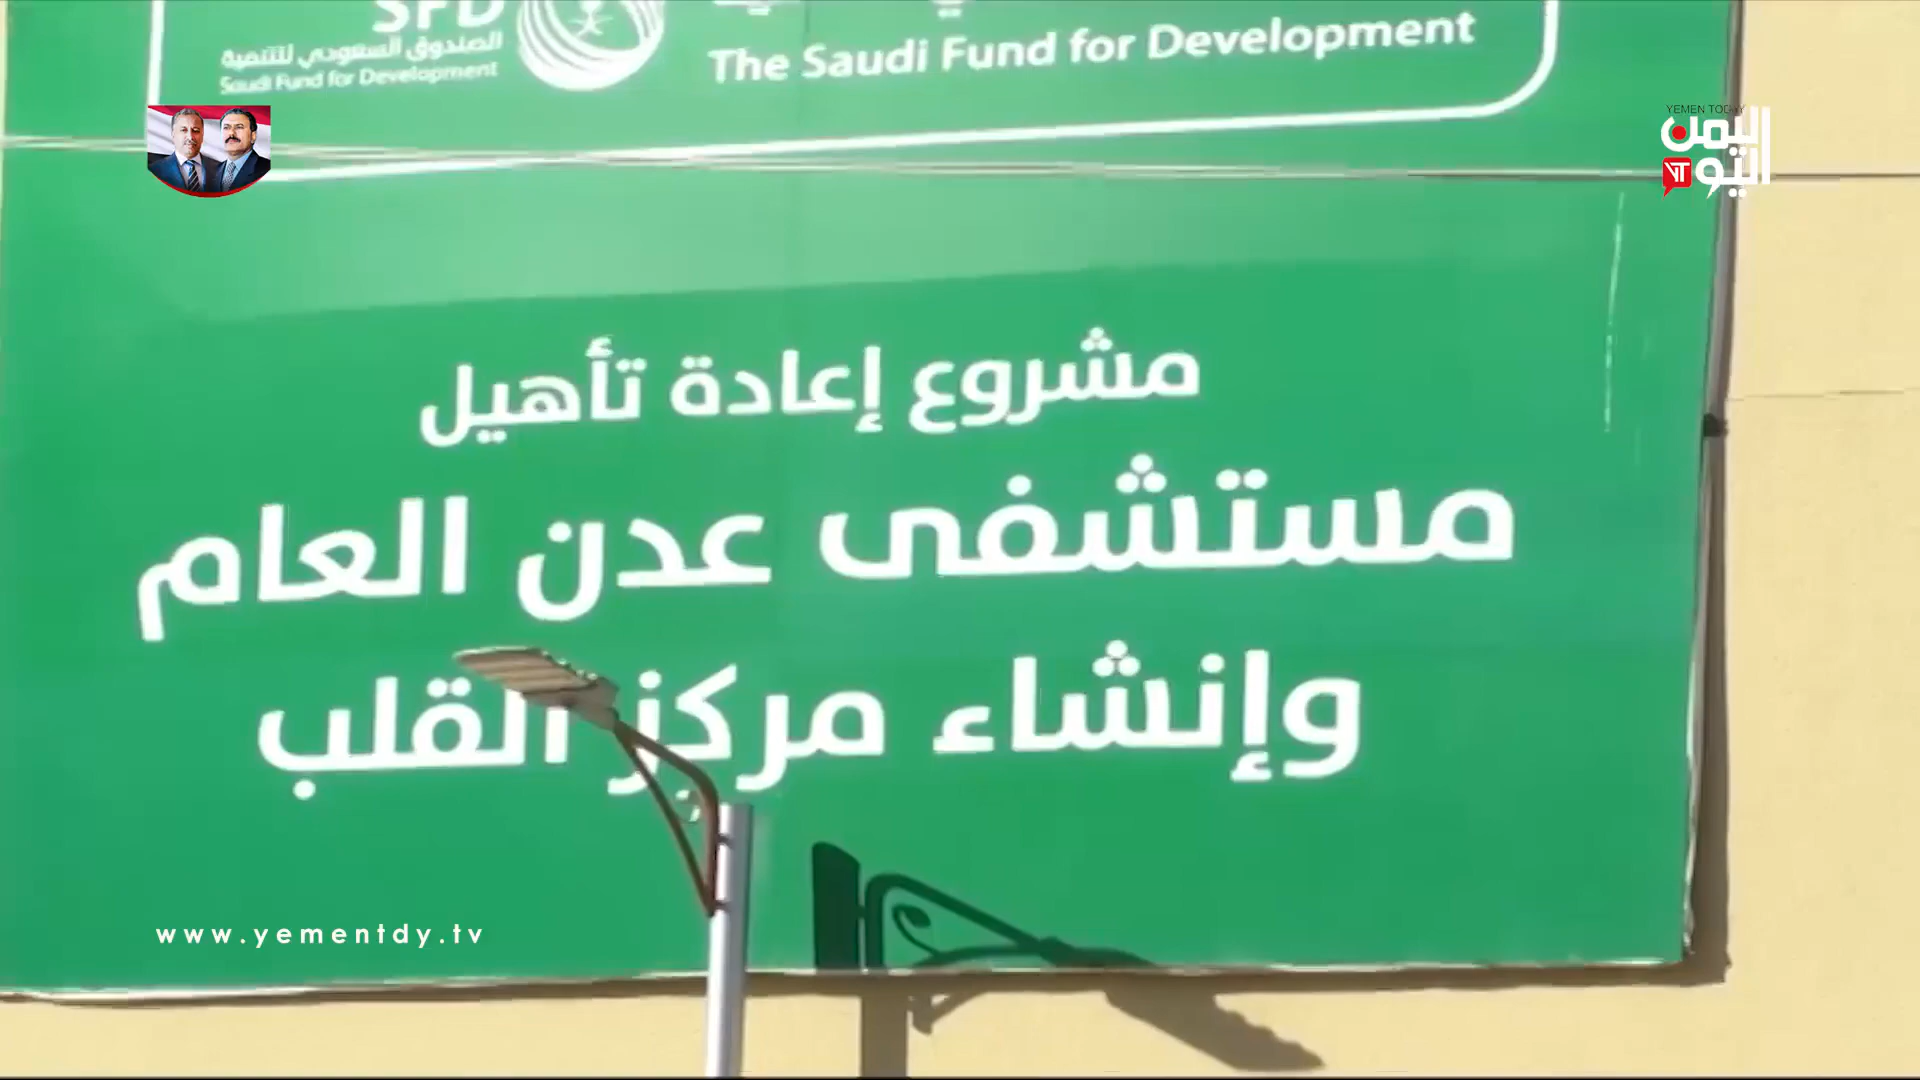 SFD
الصندوق السعودي للتنمية
Saudi Fund for Development
The Saudi Fund for Development
YEMEN TODAY
اليمن
اليوم
YT
مشروع إعادة تأهيل
مستشفى عدن العام
وإنشاء مركز القلب
www.yementdy.tv